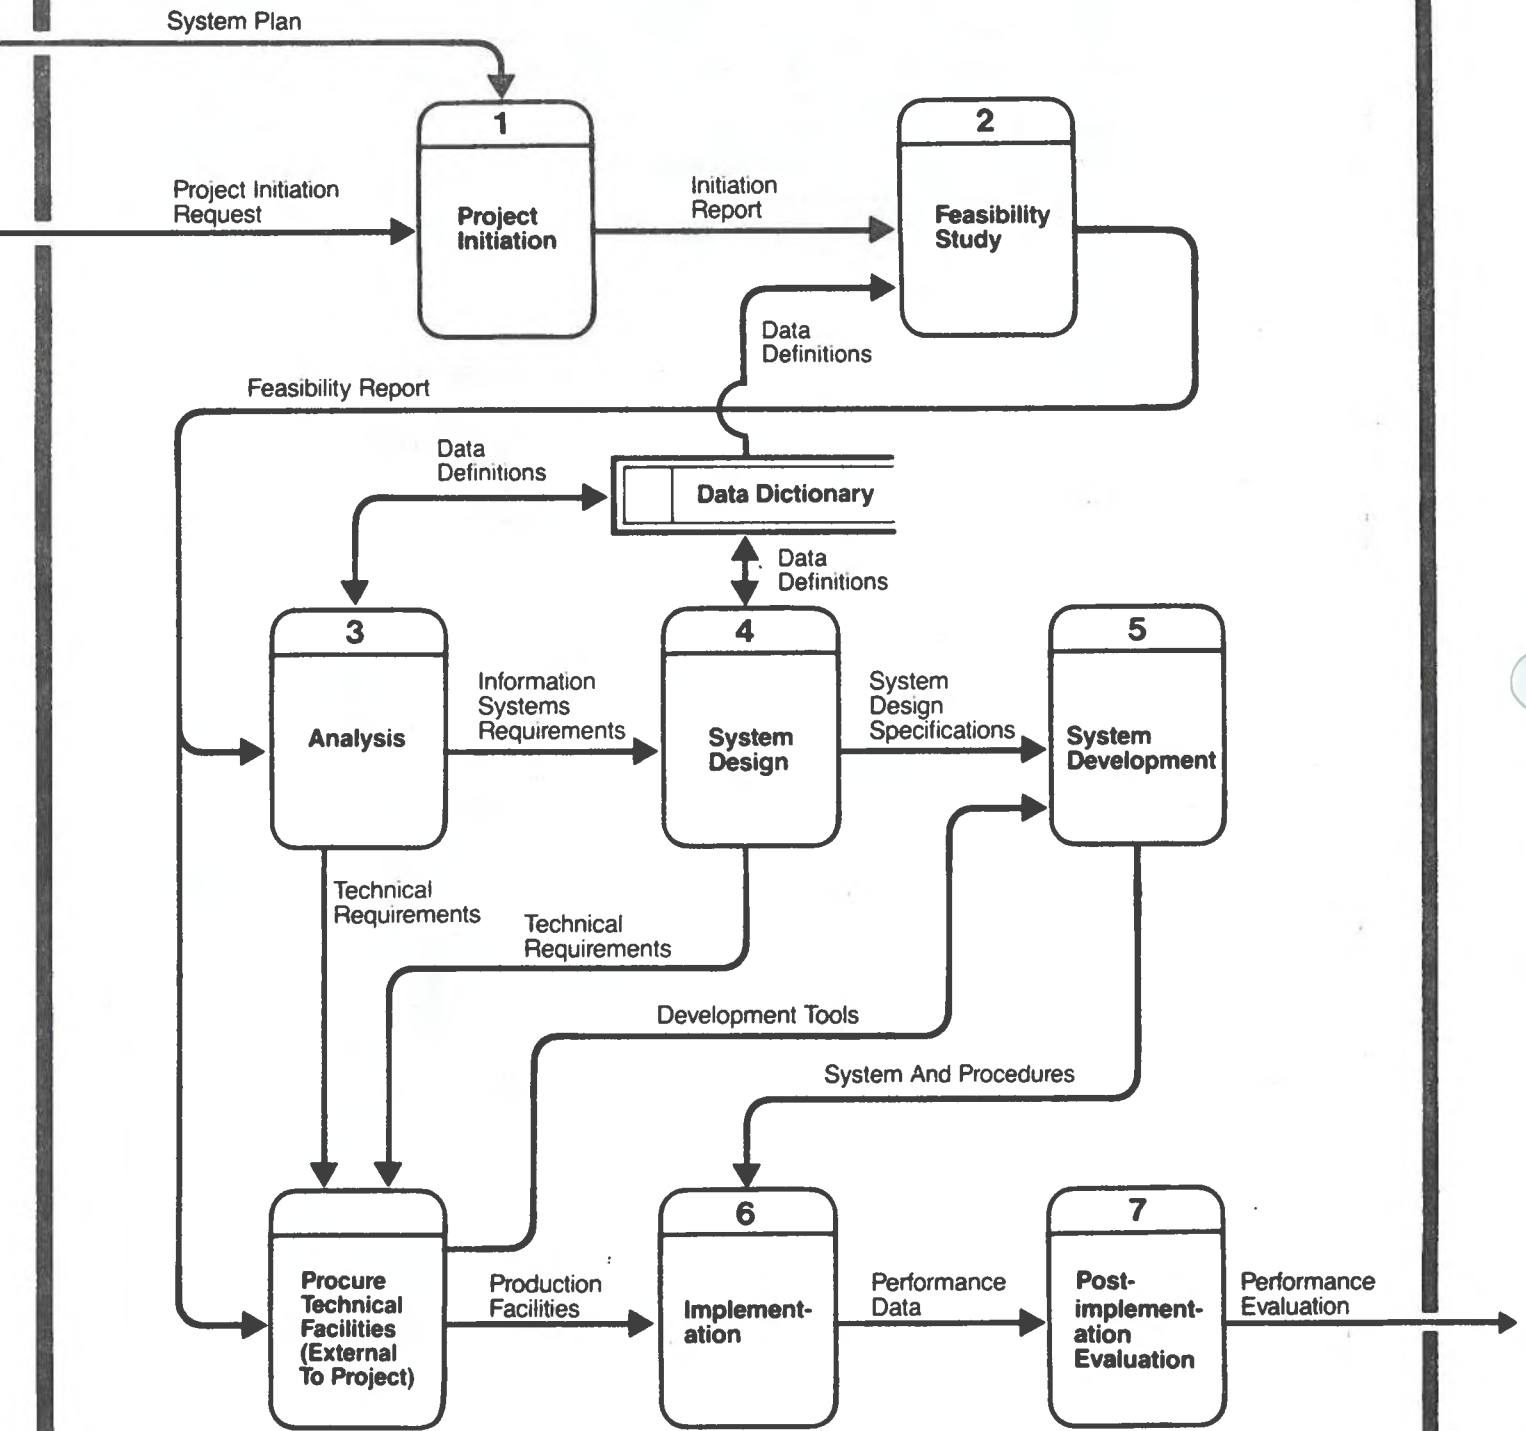 System Plan
1
2
Project Initiation
Request
Project
Initiation
Initiation
Report
Feasibility
Study
Data
Definitions
Feasibility Report
Data
Definitions
Data Dictionary
Data
Definitions
3
4
5
Analysis
Information
Systems
Requirements
System
Design
System
Design
Specifications
System
Development
Technical
Requirements
Technical
Requirements
Development Tools
System And Procedures
6
7
Procure
Technical
Facilities
(External
To Project)
Production
Facilities
Implement-
ation
Performance
Data
Post-
implement-
ation
Evaluation
Performance
Evaluation